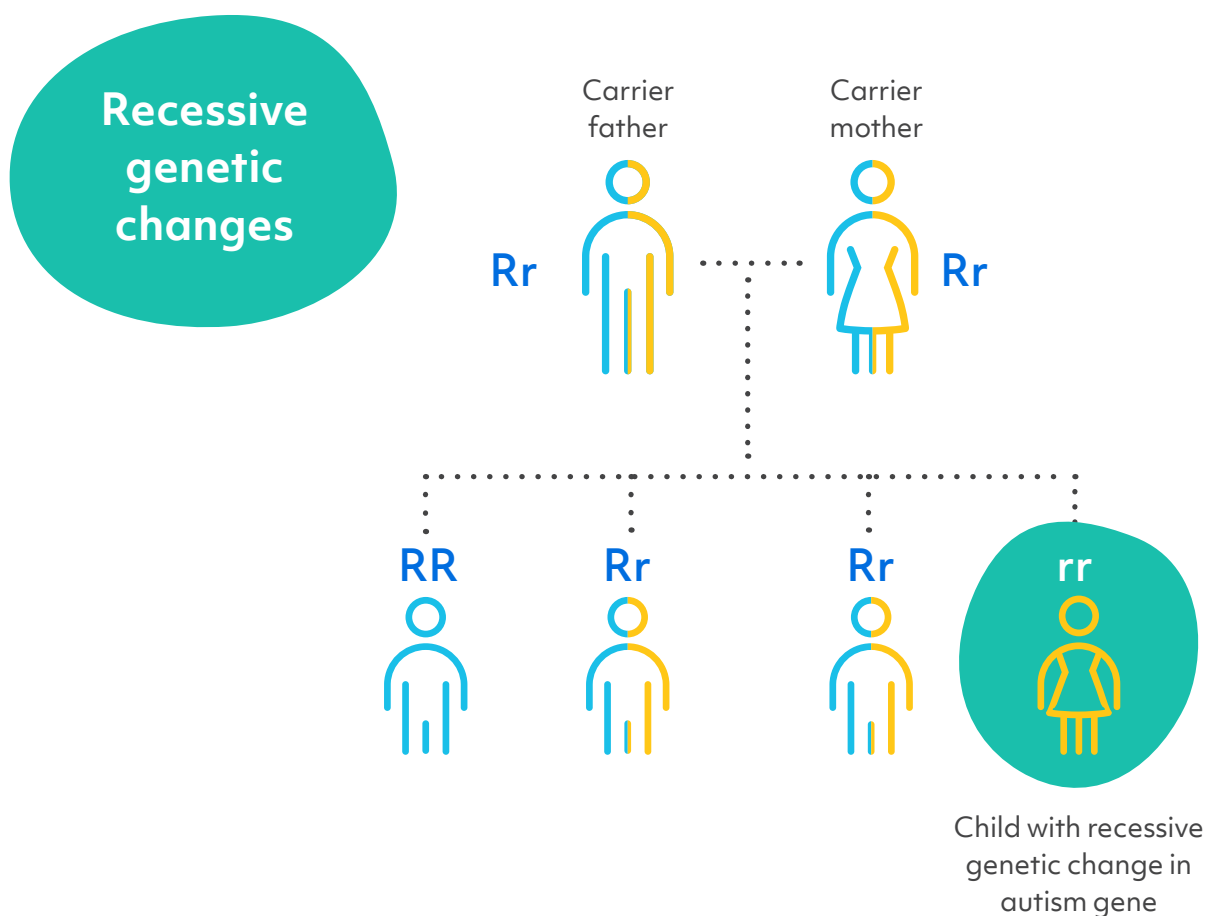 Recessive
genetic
changes
Carrier
father
Carrier
mother
Rr
Rr
RR
Rr
Rr
rr
Child with recessive
genetic change in
autism gene